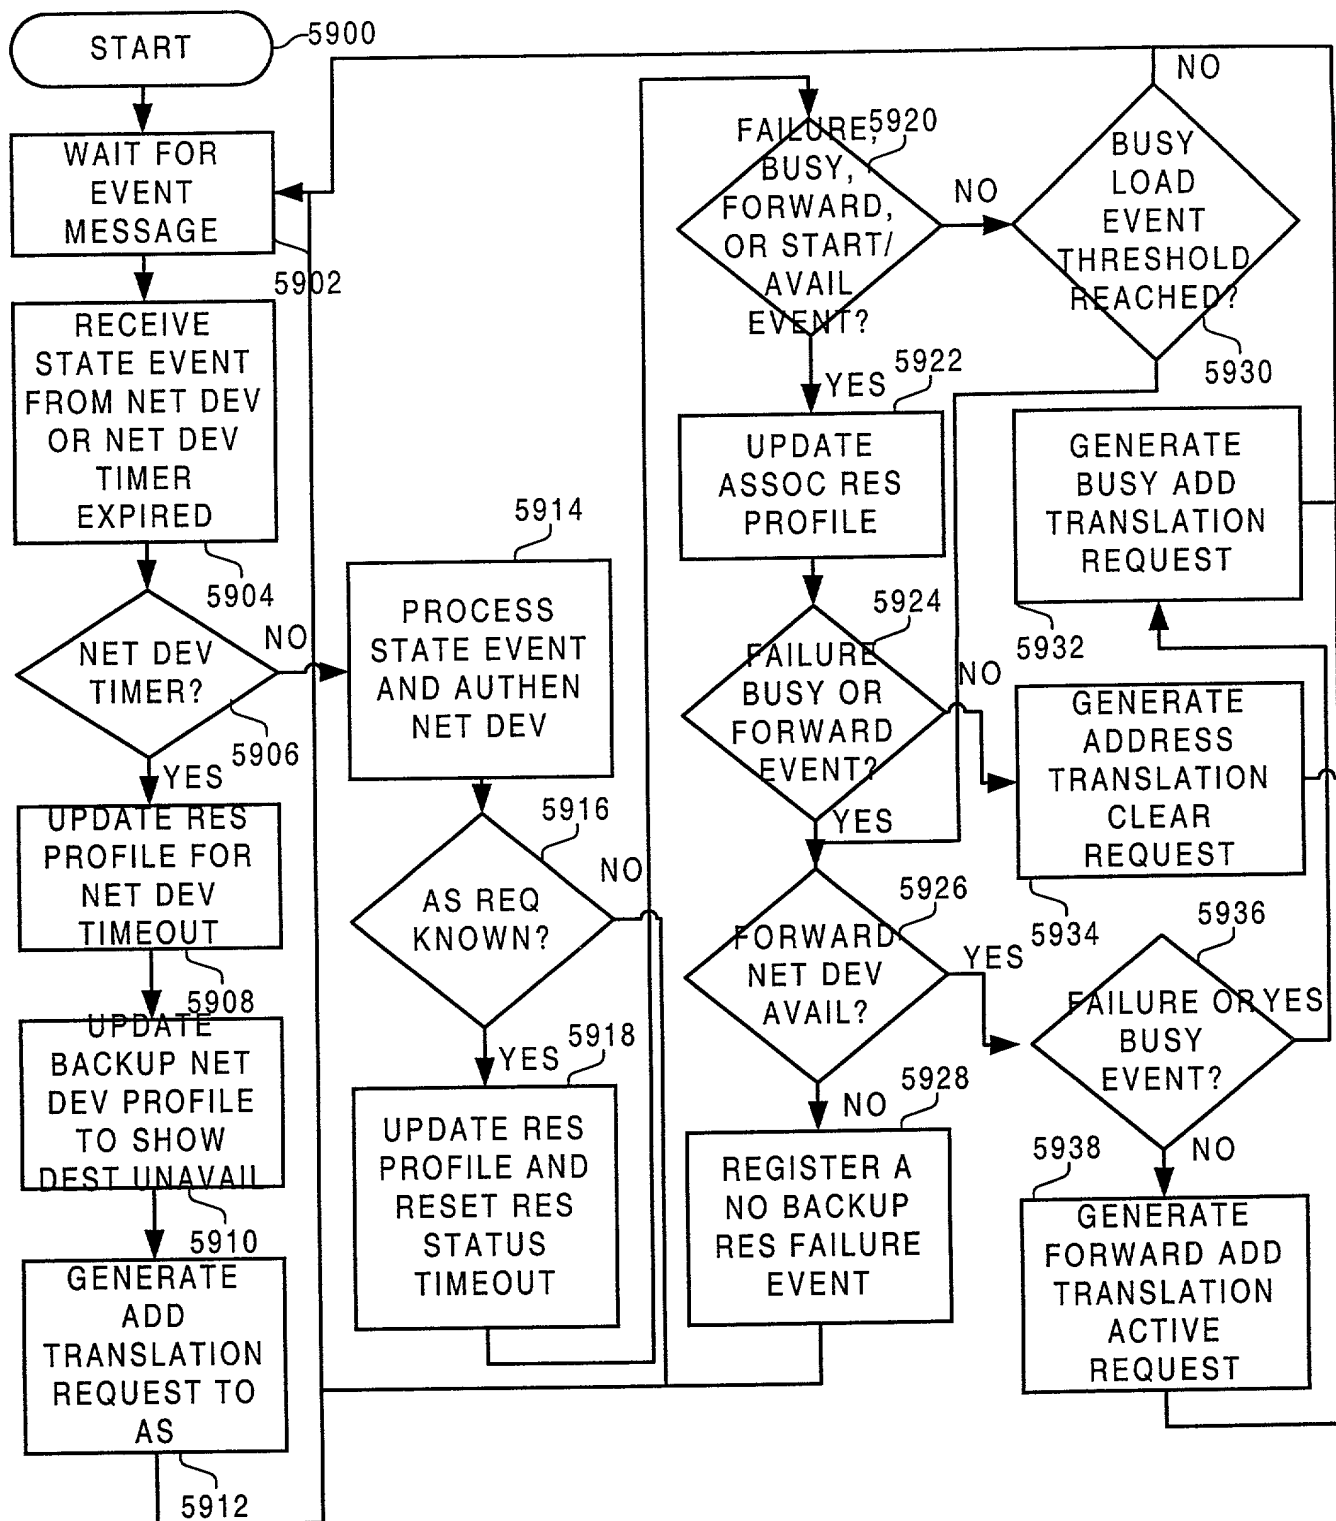 START
5900
WAIT FOR
EVENT
MESSAGE
5902
RECEIVE
STATE EVENT
FROM NET DEV
OR NET DEV
TIMER
EXPIRED
5904
NET DEV
TIMER?
NO
5906
YES
UPDATE RES
PROFILE FOR
NET DEV
TIMEOUT
5908
UPDATE
BACKUP NET
DEV PROFILE
TO SHOW
DEST UNAVAIL
5910
GENERATE
ADD
TRANSLATION
REQUEST TO
AS
5912
5914
PROCESS
STATE EVENT
AND AUTHEN
NET DEV
5916
AS REQ
KNOWN?
NO
YES
5918
UPDATE RES
PROFILE AND
RESET RES
STATUS
TIMEOUT
5920
FAILURE,
BUSY,
FORWARD,
OR START/
AVAIL
EVENT?
NO
YES
5922
UPDATE
ASSOC RES
PROFILE
5924
FAILURE
BUSY OR
FORWARD
EVENT?
NO
YES
5926
FORWARD
NET DEV
AVAIL?
YES
NO
5928
REGISTER A
NO BACKUP
RES FAILURE
EVENT
NO
BUSY
LOAD
EVENT
THRESHOLD
REACHED?
5930
GENERATE
BUSY ADD
TRANSLATION
REQUEST
5932
GENERATE
ADDRESS
TRANSLATION
CLEAR
REQUEST
5934
5936
FAILURE OR
BUSY
EVENT?
YES
NO
5938
GENERATE
FORWARD ADD
TRANSLATION
ACTIVE
REQUEST